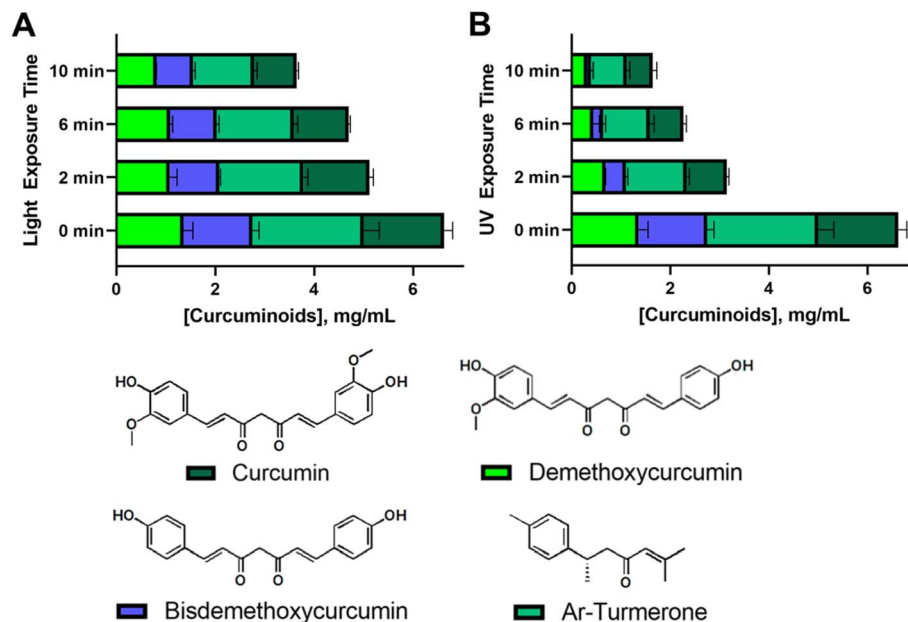 A
Light Exposure Time
10 min
6 min
2 min
0 min
0 2 4 6
[Curcuminoids], mg/mL
B
UV Exposure Time
10 min
6 min
2 min
0 min
0 2 4 6
[Curcuminoids], mg/mL
HO
O
O
OH
O
O
Curcumin
HO
O
OH
O
O
Demethoxycurcumin
HO
OH
O
O
Bisdemethoxycurcumin
O
Ar-Turmerone